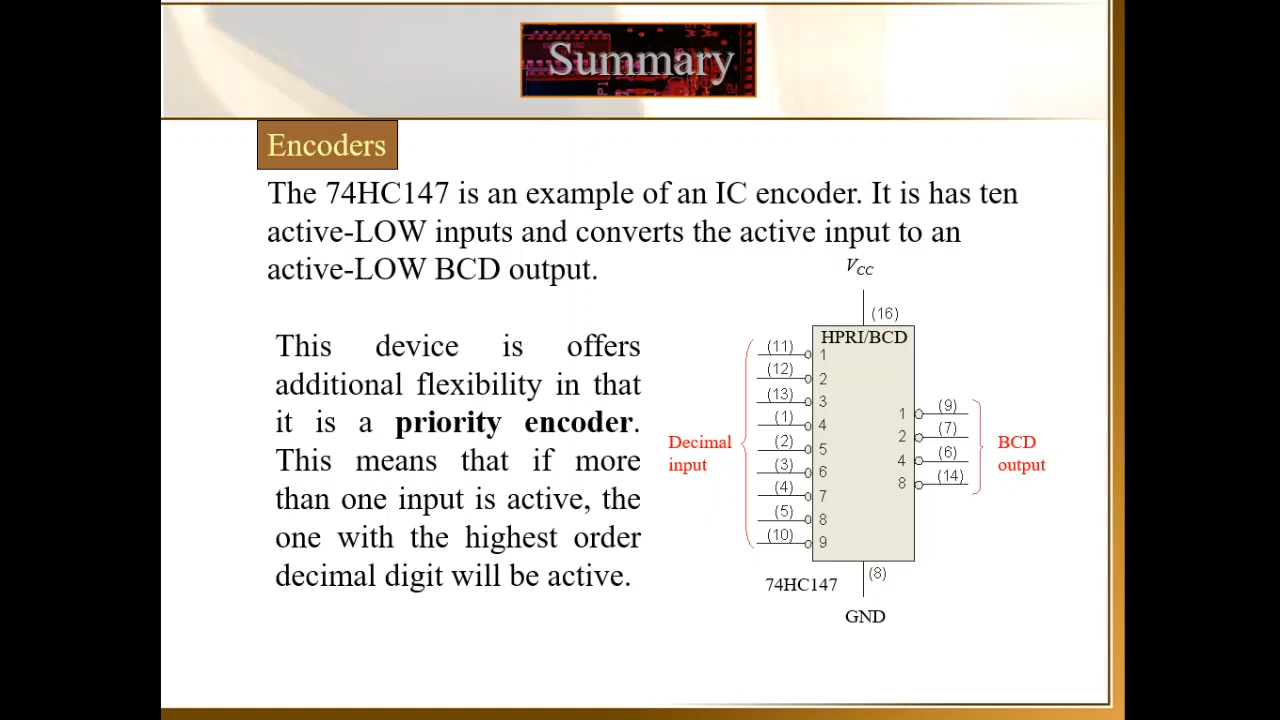 Summary
Encoders
The 74HC147 is an example of an IC encoder. It is has ten
active-LOW inputs and converts the active input to an
active-LOW BCD output.
This device is offers
additional flexibility in that
it is a priority encoder.
This means that if more
than one input is active, the
one with the highest order
decimal digit will be active.
VCC
(16)
HPRI/BCD
(11) 1
(12) 2
(13) 3
(1) 4
(2) 5
(3) 6
(4) 7
(5) 8
(10) 9
Decimal
input
1 (9)
2 (7)
4 (6)
8 (14)
BCD
output
(8)
74HC147
GND